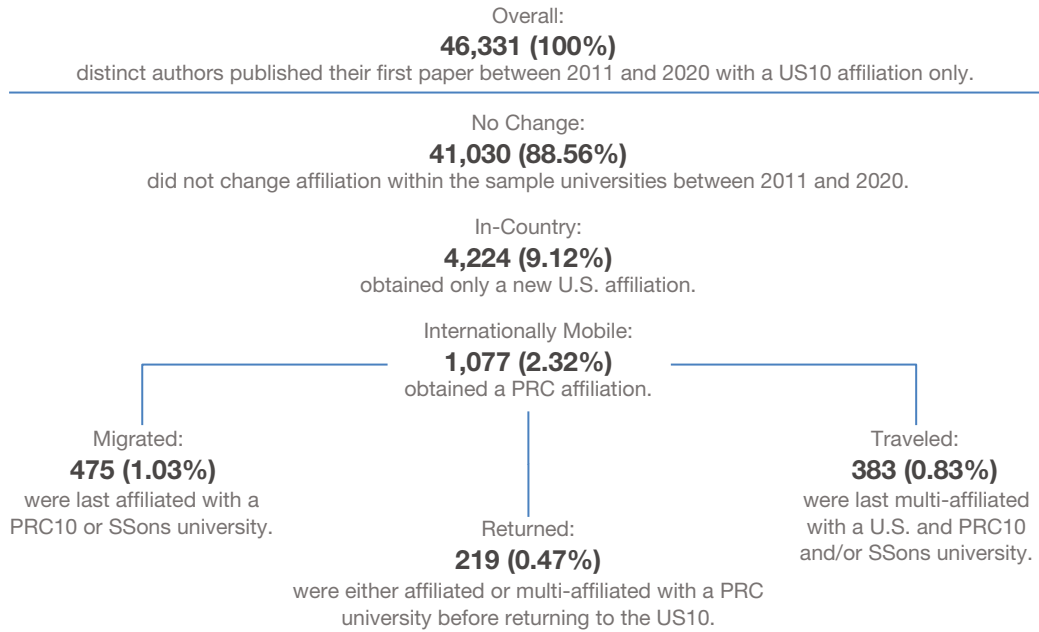 Overall:
46,331 (100%)
distinct authors published their first paper between 2011 and 2020 with a US10 affiliation only.
No Change:
41,030 (88.56%)
did not change affiliation within the sample universities between 2011 and 2020.
In-Country:
4,224 (9.12%)
obtained only a new U.S. affiliation.
Internationally Mobile:
1,077 (2.32%)
obtained a PRC affiliation.
Migrated:
475 (1.03%)
were last affiliated with a
PRC10 or SSons university.
Returned:
219 (0.47%)
were either affiliated or multi-affiliated with a PRC
university before returning to the US10.
Traveled:
383 (0.83%)
were last multi-affiliated
with a U.S. and PRC10
and/or SSons university.